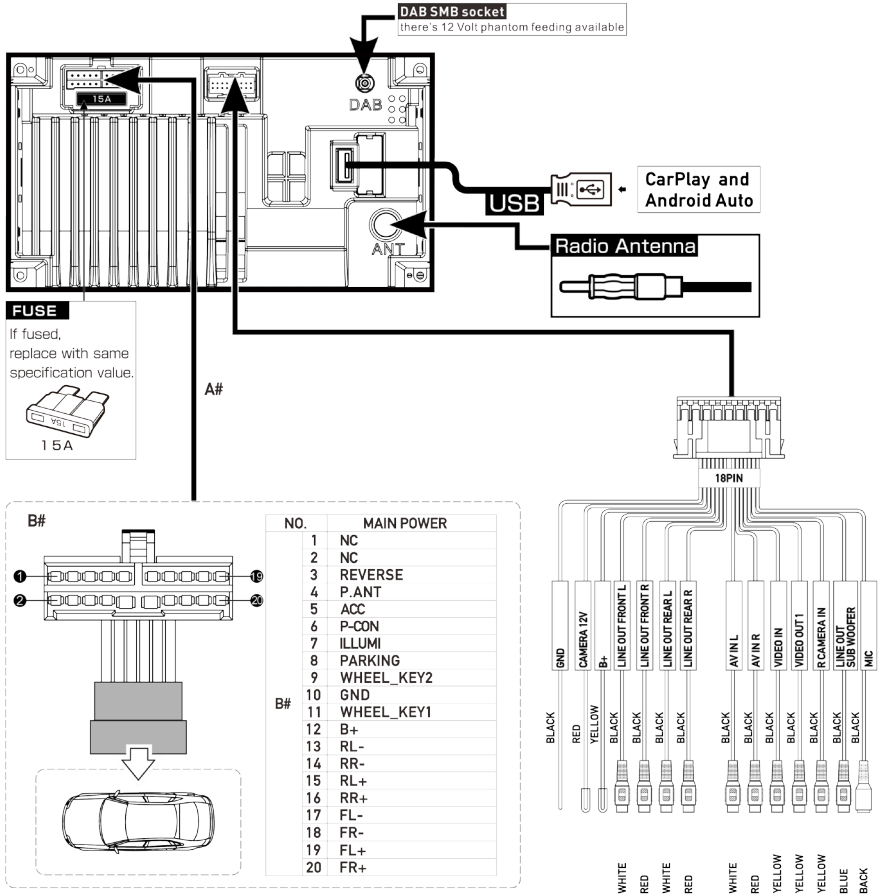 DAB SMB socket
there's 12 Volt phantom feeding available
15A
DAB
USB
CarPlay and
Android Auto
ANT
Radio Antenna
FUSE
If fused,
replace with same
specification value.
15A
15A
A#
18PIN
B#
1
19
2
20
NO. MAIN POWER
B#
1 NC
2 NC
3 REVERSE
4 P.ANT
5 ACC
6 P-CON
7 ILLUMI
8 PARKING
9 WHEEL_KEY2
10 GND
11 WHEEL_KEY1
12 B+
13 RL-
14 RR-
15 RL+
16 RR+
17 FL-
18 FR-
19 FL+
20 FR+
GND
CAMERA 12V
B+
LINE OUT FRONT L
LINE OUT FRONT R
LINE OUT REAR L
LINE OUT REAR R
AV IN L
AV IN R
VIDEO IN
VIDEO OUT 1
R CAMERA IN
LINE OUT
SUB WOOFER
MIC
BLACK
RED
YELLOW
BLACK
BLACK
BLACK
BLACK
BLACK
BLACK
BLACK
BLACK
BLACK
BLACK
BLACK
WHITE
RED
WHITE
RED
WHITE
RED
YELLOW
YELLOW
YELLOW
BLUE
BACK